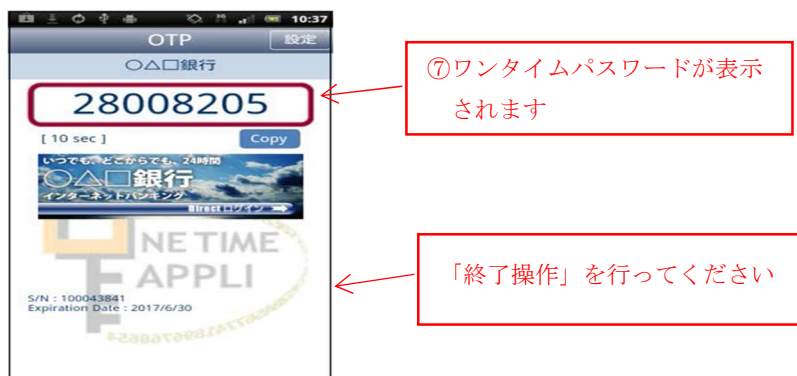 10:37
OTP
設定
○△□銀行
28008205
[ 10 sec ]
Copy
いつでも、どこからでも、24時間
○△□銀行
インターネットバンキング
Direct ログイン
NE TIME
APPLI
S/N : 100043841
Expiration Date : 2017/6/30
⑦ワンタイムパスワードが表示
されます
「終了操作」を行ってください